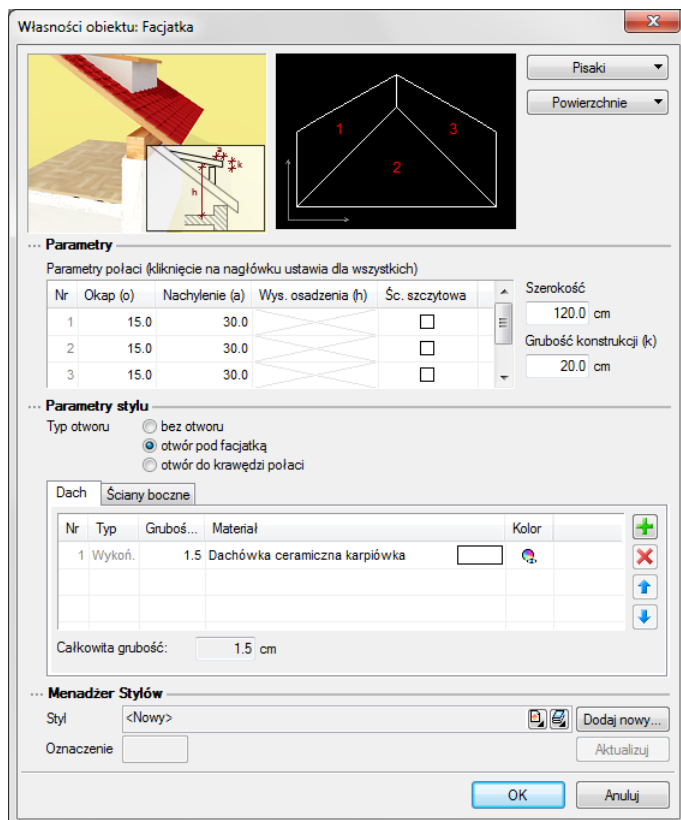 Własności obiektu: Facjatka
a
k
h
1
3
2
Pisaki
Powierzchnie
Parametry
Parametry połaci (kliknięcie na nagłówku ustawia dla wszystkich)
Nr Okap (o) Nachylenie (a) Wys. osadzenia (h) Śc. szczytowa
1 15.0 30.0
2 15.0 30.0
3 15.0 30.0
Szerokość
120.0 cm
Grubość konstrukcji (k)
20.0 cm
Parametry stylu
Typ otworu
bez otworu
otwór pod facjatką
otwór do krawędzi połaci
Dach Ściany boczne
Nr Typ Gruboś... Materiał Kolor
1 Wykoń. 1.5 Dachówka ceramiczna karpiówka
Całkowita grubość: 1.5 cm
Menadżer Stylów
Styl <Nowy> Dodaj nowy...
Oznaczenie Aktualizuj
OK Anuluj